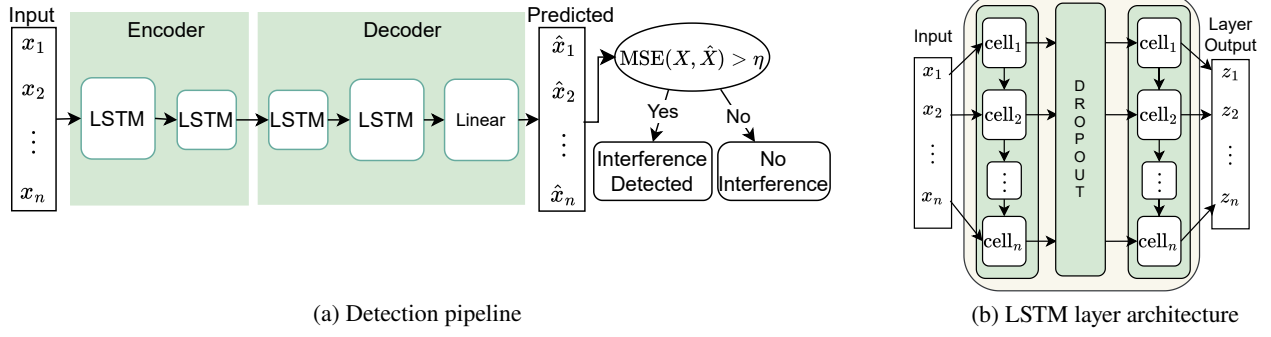 Input
x₁
x₂
⋮
xₙ
Encoder
LSTM
LSTM
Decoder
LSTM
LSTM
Linear
Predicted
x̂₁
x̂₂
⋮
x̂ₙ
MSE(X, X̂) > η
Yes
No
Interference
Detected
No
Interference
(a) Detection pipeline
Input
x₁
x₂
⋮
xₙ
cell₁
cell₂
⋯
cellₙ
DROPOUT
cell₁
cell₂
⋯
cellₙ
Layer
Output
z₁
z₂
⋮
zₙ
(b) LSTM layer architecture